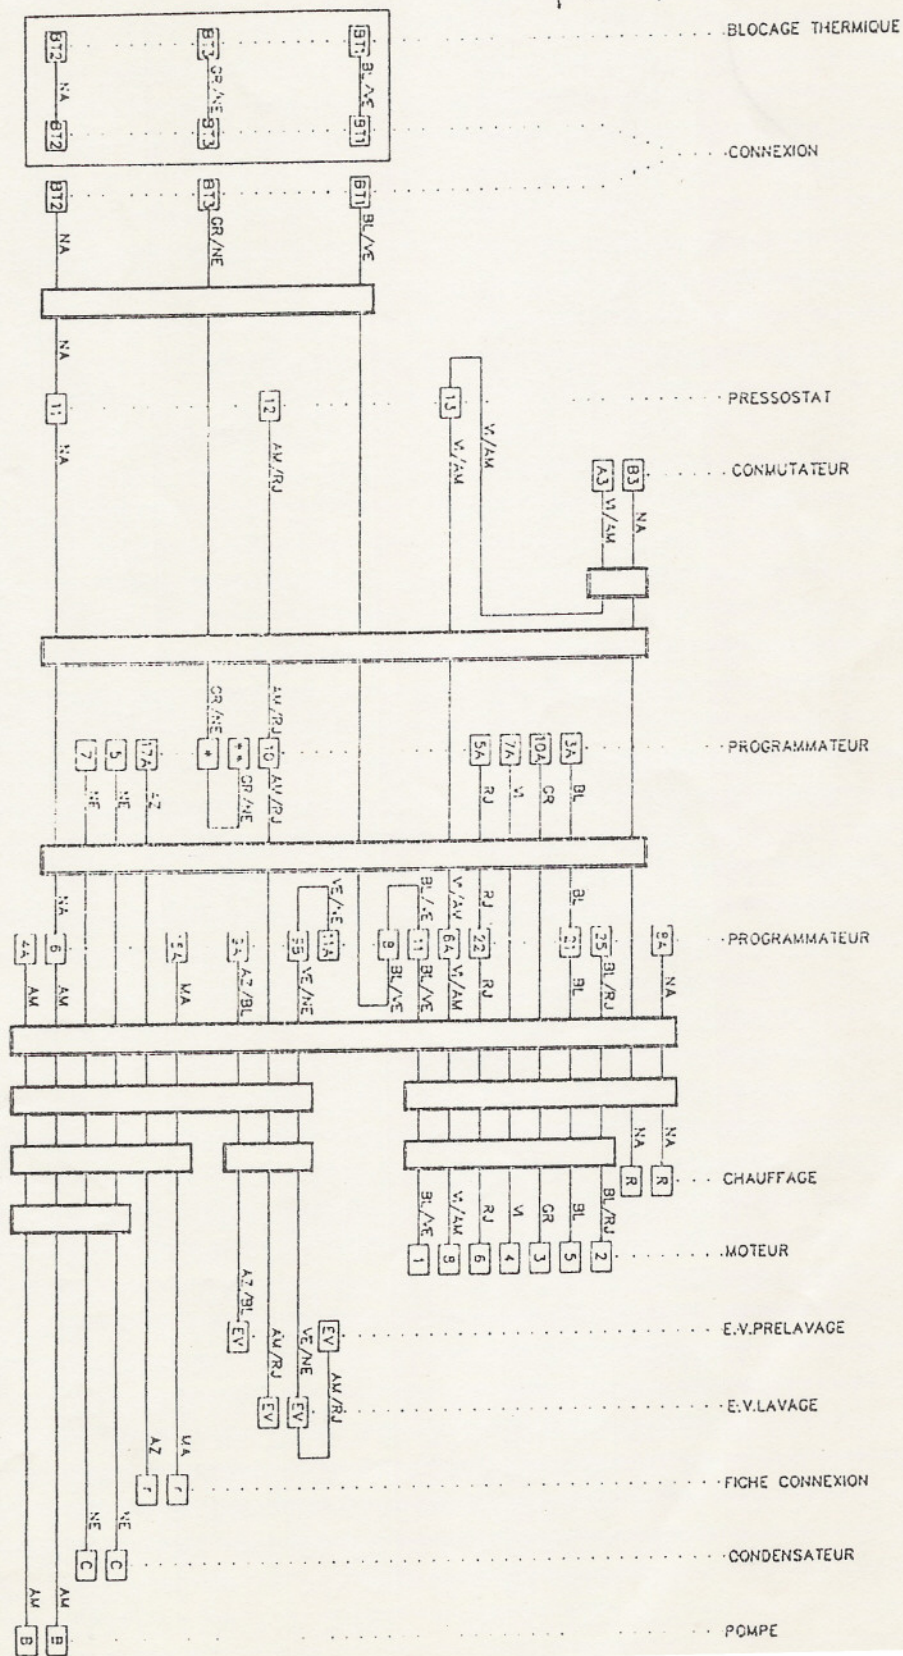 BLOCAGE THERMIQUE
BT2 BT3 BT1
NA GR/NE BL/VE
BT2 BT3 BT1
CONNEXION
BT2 BT3 BT1
NA GR/NE BL/VE
NA
11 12 13 PRESSOSTAT
NA AM/RJ VI/AM VI/AM
A3 B3 CONMUTATEUR
VI/AM NA
GR/NE AM/RJ
7 5 17A * ** 10 5A 7A 10A 3A PROGRAMMATEUR
NE NE AZ GR/NE AM/RJ RJ VI GR BL
NA VE/NE BL/VE VI/AM RJ BL
4A 6 11A 8 11 6A 22 PROGRAMMATEUR
AM AM MA AZ/BL VE/NE BL/VE BL/VE VI/AM RJ BL BL/RJ NA
NA NA
R R CHAUFFAGE
BL/VE VI/AM RJ VI GR BL BL/RJ
1 8 6 4 3 5 2 MOTEUR
AZ/BL AM/RJ VE/NE
EV EV E.V.PRELAVAGE
AM/RJ
EV EV E.V.LAVAGE
AZ MA
FICHE CONNEXION
NE NE
C C CONDENSATEUR
AM AM
B B POMPE